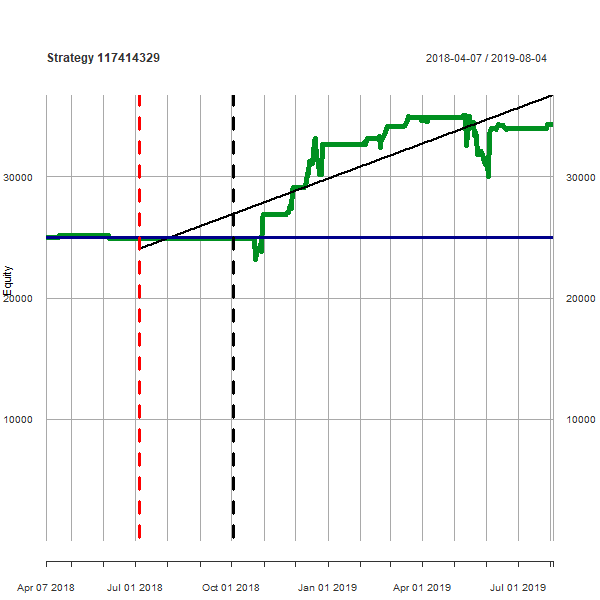 Strategy 117414329
2018-04-07 / 2019-08-04
30000
30000
Equity
20000
20000
10000
10000
Apr 07 2018
Jul 01 2018
Oct 01 2018
Jan 01 2019
Apr 01 2019
Jul 01 2019